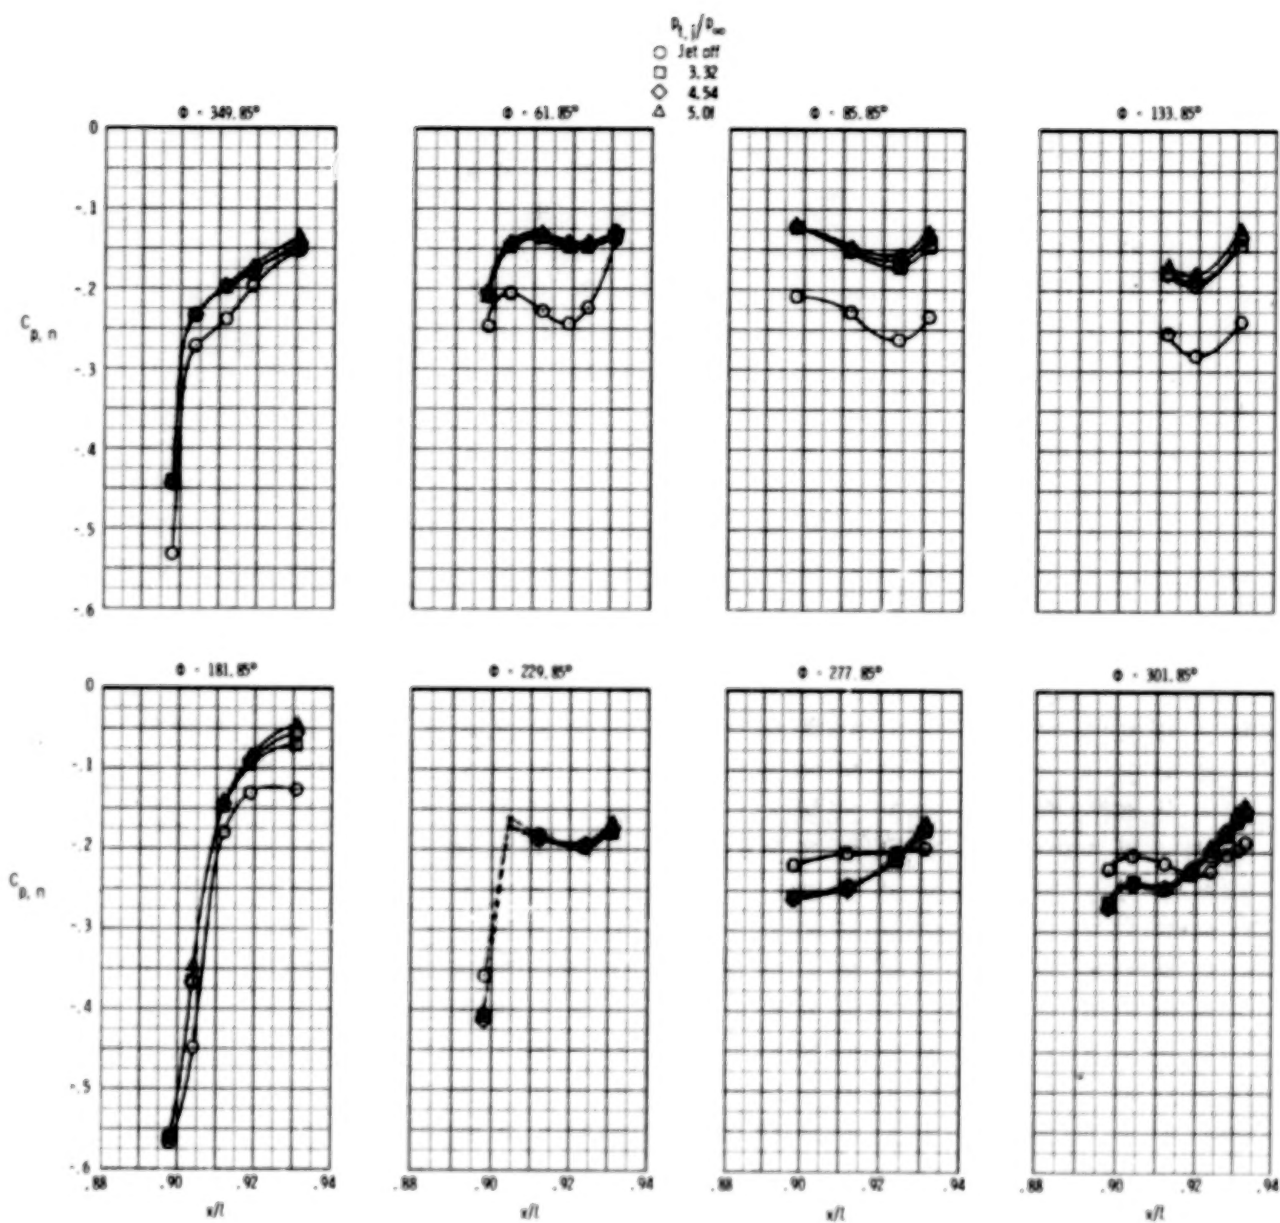 p_t,j/p_∞
Jet off
3.32
4.54
5.01
Φ - 349.85°
Φ - 61.85°
Φ - 85.85°
Φ - 133.85°
0
-.1
-.2
C_p,n
-.3
-.4
-.5
-.6
Φ - 181.85°
Φ - 229.85°
Φ - 277.85°
Φ - 301.85°
0
-.1
-.2
C_p,n
-.3
-.4
-.5
-.6
.88 .90 .92 .94 .88 .90 .92 .94 .88 .90 .92 .94 .88 .90 .92 .94
x/l x/l x/l x/l